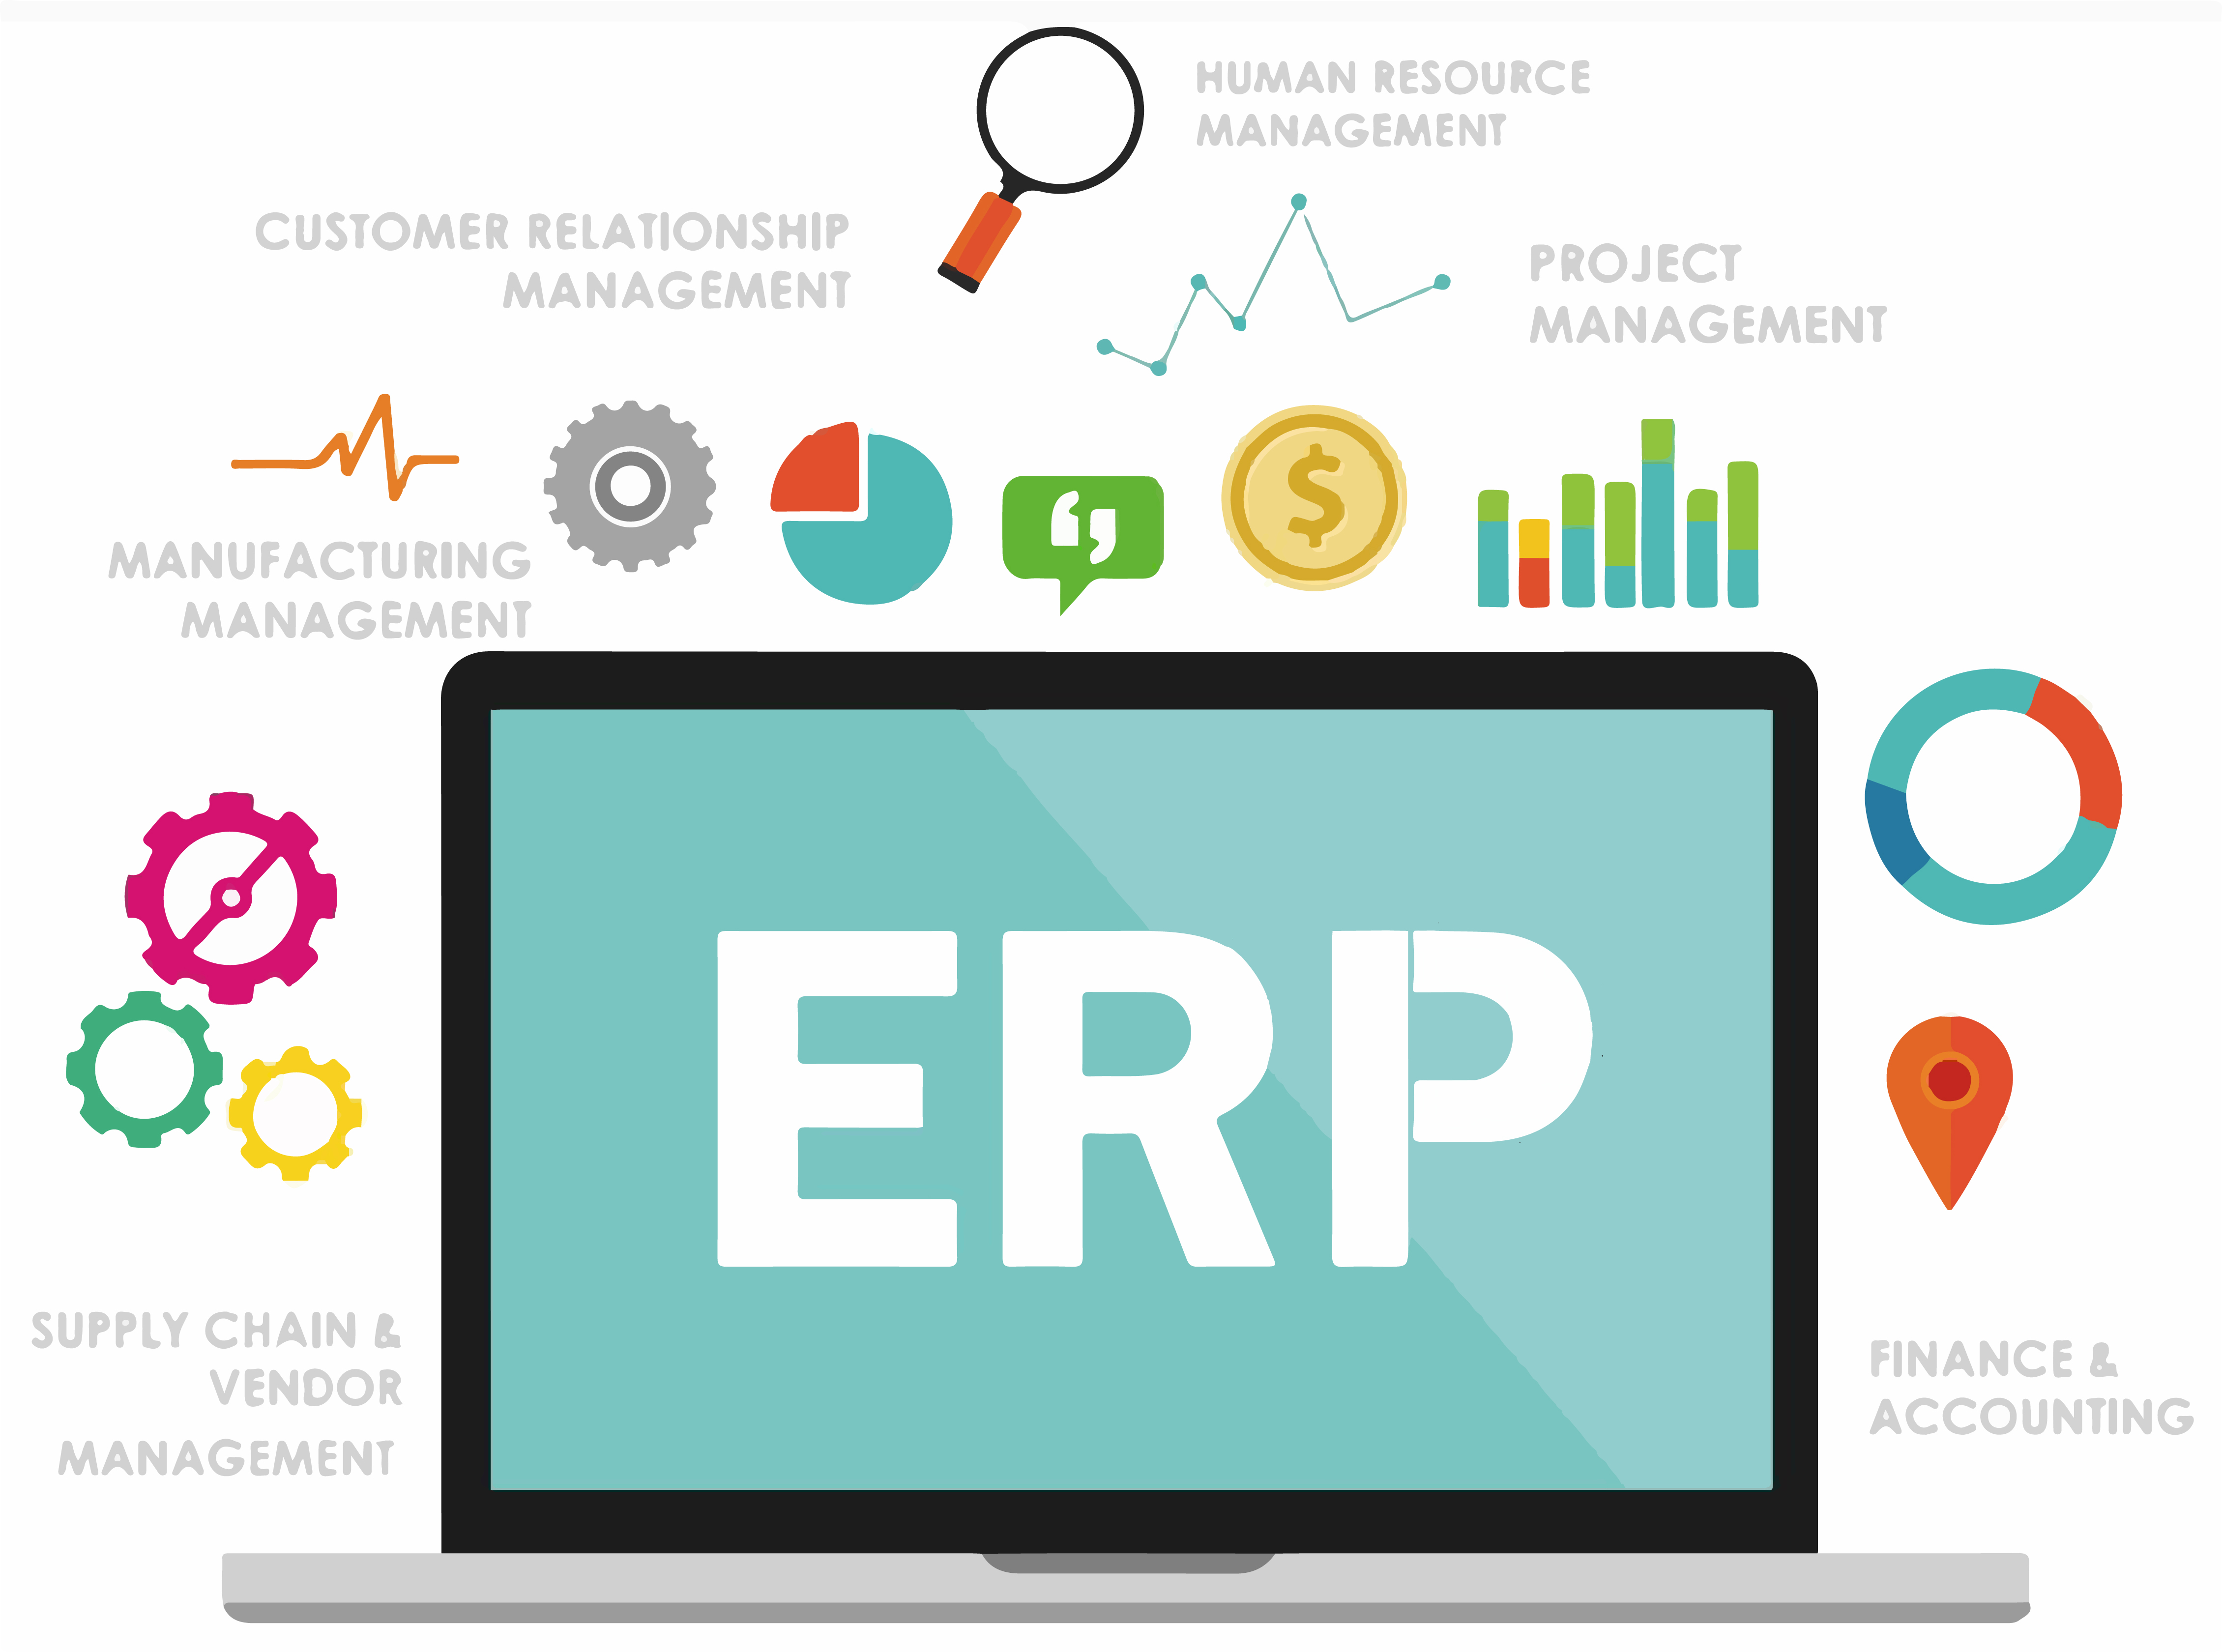 HUMAN RESOURCE
MANAGEMENT
CUSTOMER RELATIONSHIP
MANAGEMENT
PROJECT
MANAGEMENT
$
MANUFACTURING
MANAGEMENT
ERP
SUPPLY CHAIN &
VENDOR
MANAGEMENT
FINANCE &
ACCOUNTING